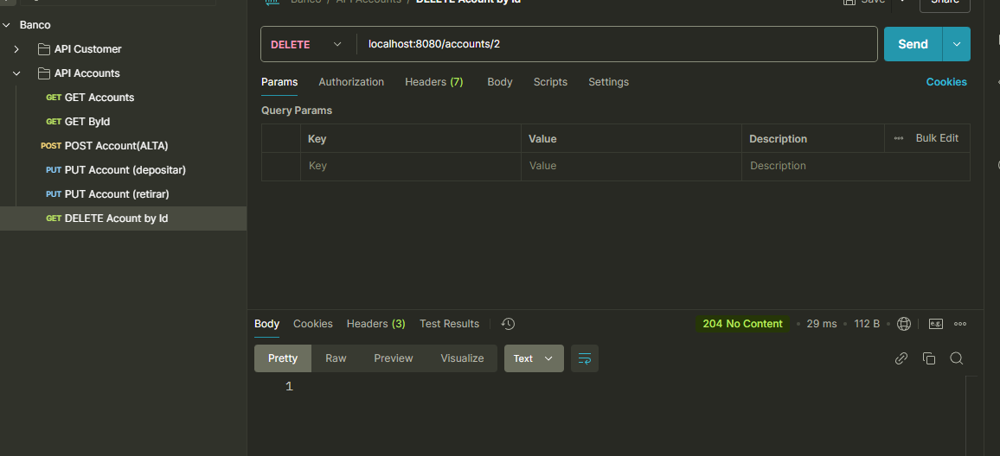 Banco / API Accounts / DELETE Acount by Id
Save
Share
Banco
API Customer
API Accounts
GET GET Accounts
GET GET ById
POST POST Account(ALTA)
PUT PUT Account (depositar)
PUT PUT Account (retirar)
GET DELETE Acount by Id
DELETE localhost:8080/accounts/2 Send
Params Authorization Headers (7) Body Scripts Settings Cookies
Query Params
Key Value Description Bulk Edit
Key Value Description
Body Cookies Headers (3) Test Results 204 No Content • 29 ms • 112 B • e.g.
Pretty Raw Preview Visualize Text
1